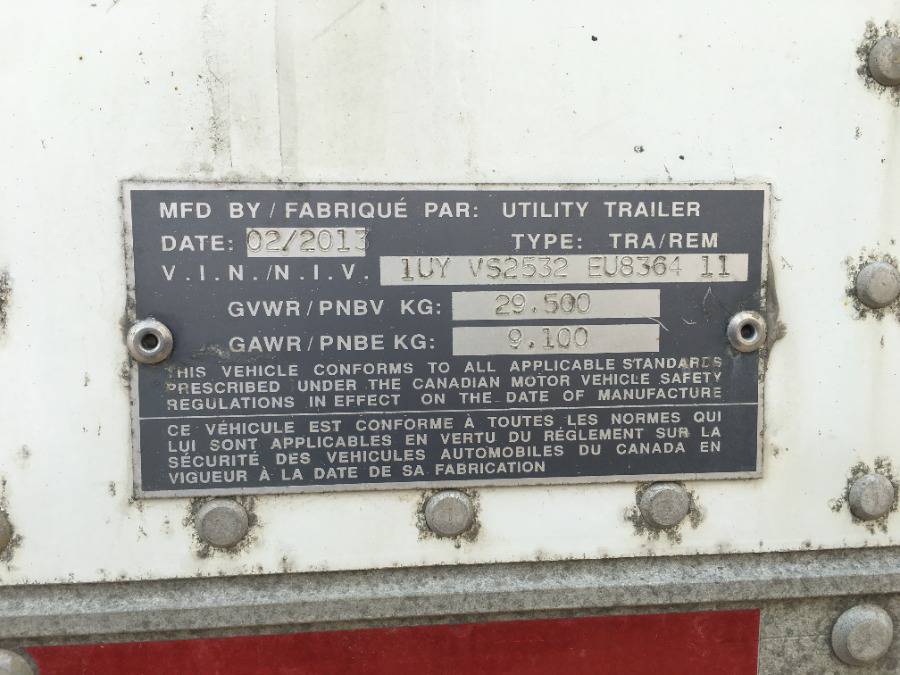 MFD BY / FABRIQUÉ PAR: UTILITY TRAILER
DATE: 02/2013 TYPE: TRA/REM
V.I.N./N.I.V. 1UY VS2532 EU8364 11
GVWR/PNBV KG: 29.500
GAWR/PNBE KG: 9.100
THIS VEHICLE CONFORMS TO ALL APPLICABLE STANDARDS
PRESCRIBED UNDER THE CANADIAN MOTOR VEHICLE SAFETY
REGULATIONS IN EFFECT ON THE DATE OF MANUFACTURE
CE VÉHICULE EST CONFORME À TOUTES LES NORMES QUI
LUI SONT APPLICABLES EN VERTU DU RÉGLEMENT SUR LA
SÉCURITÉ DES VEHICULES AUTOMOBILES DU CANADA EN
VIGUEUR À LA DATE DE SA FABRICATION